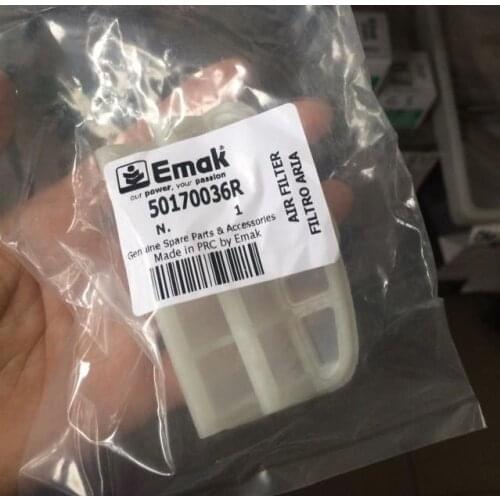 Emak®
our power, your passion
50170036R
N. 1
Genuine Spare Parts & Accessories
Made in PRC by Emak
AIR FILTER
FILTRO ARIA